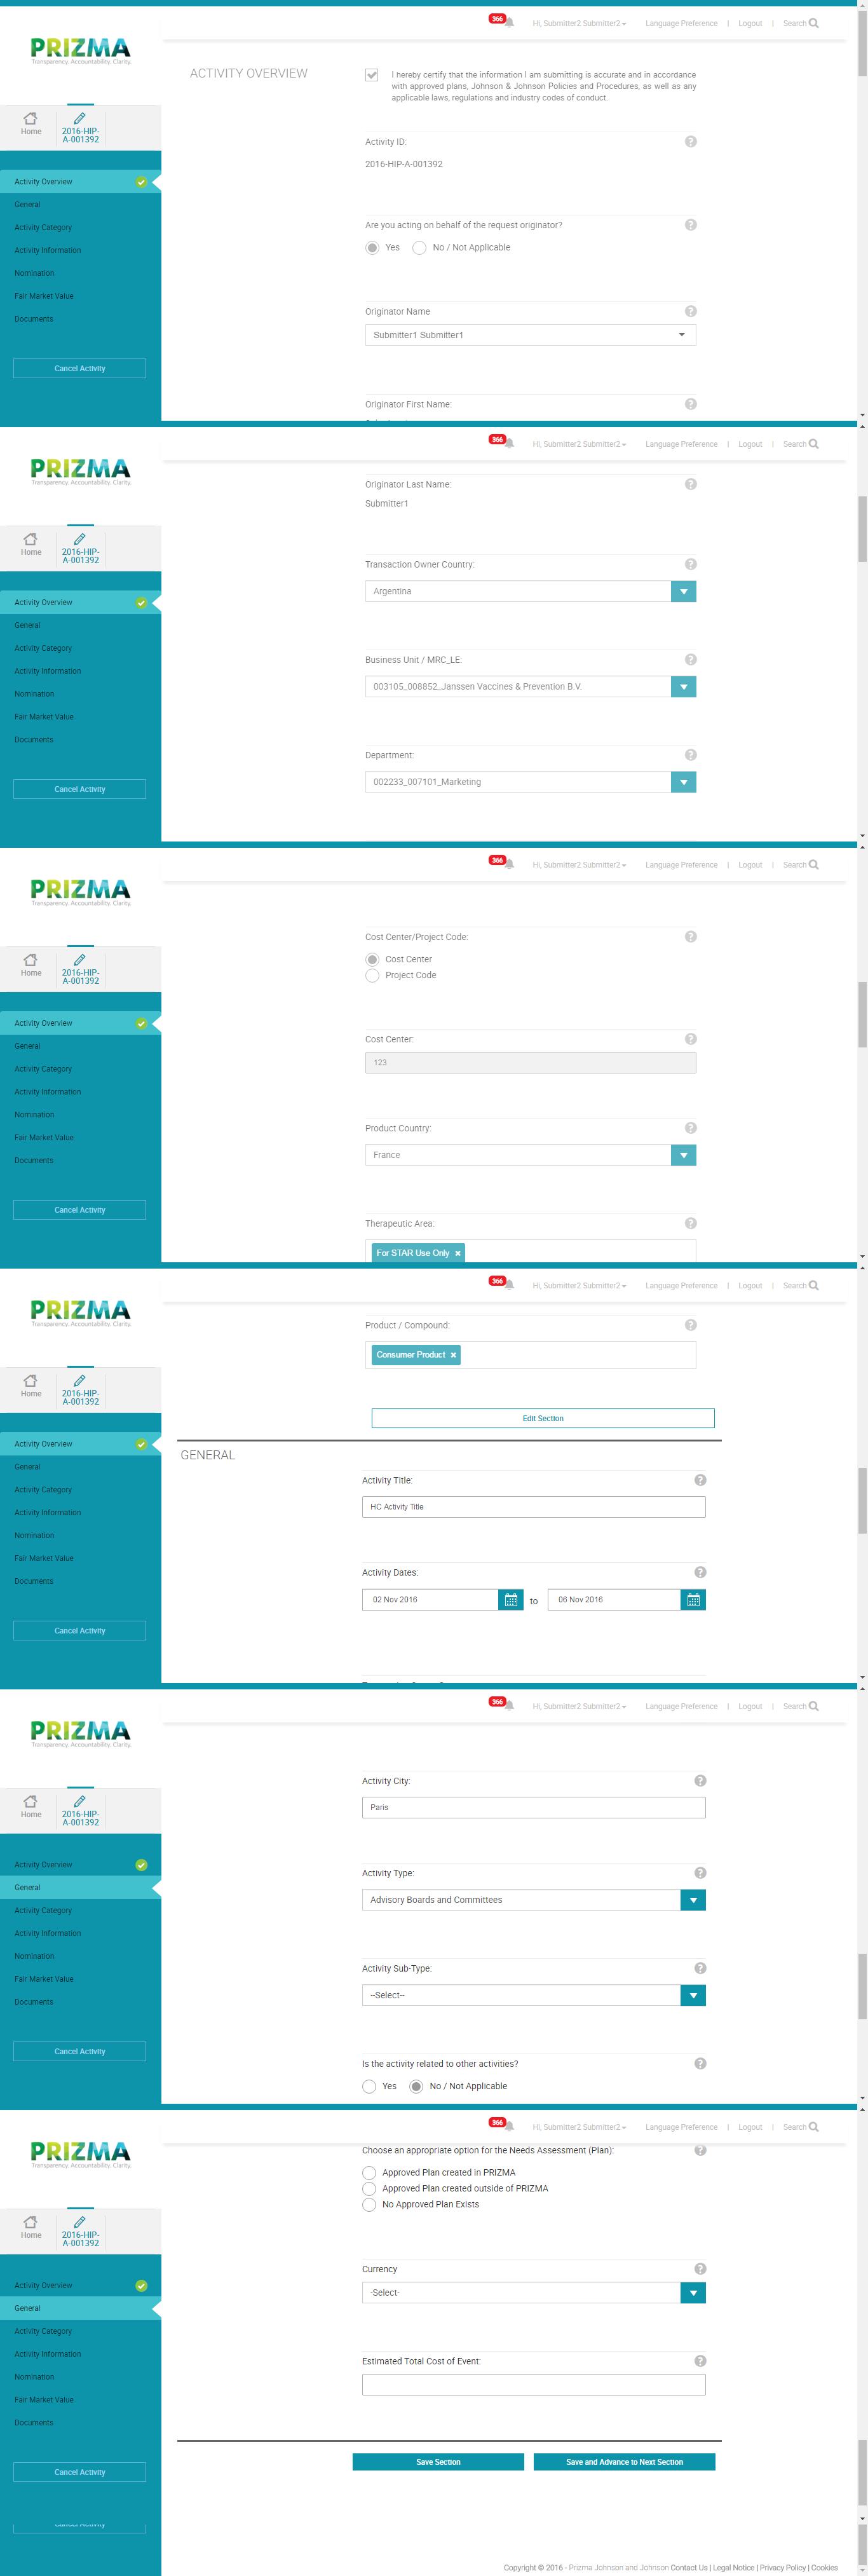 366
Hi, Submitter2 Submitter2
Language Preference | Logout | Search
PRIZMA
Transparency. Accountability. Clarity.
Home
2016-HIP-
A-001392
Activity Overview
General
Activity Category
Activity Information
Nomination
Fair Market Value
Documents
Cancel Activity
ACTIVITY OVERVIEW
I hereby certify that the information I am submitting is accurate and in accordance
with approved plans, Johnson & Johnson Policies and Procedures, as well as any
applicable laws, regulations and industry codes of conduct.
Activity ID:
2016-HIP-A-001392
Are you acting on behalf of the request originator?
Yes No / Not Applicable
Originator Name
Submitter1 Submitter1
Originator First Name:
366
Hi, Submitter2 Submitter2
Language Preference | Logout | Search
PRIZMA
Transparency. Accountability. Clarity.
Home
2016-HIP-
A-001392
Activity Overview
General
Activity Category
Activity Information
Nomination
Fair Market Value
Documents
Cancel Activity
Originator Last Name:
Submitter1
Transaction Owner Country:
Argentina
Business Unit / MRC_LE:
003105_008852_Janssen Vaccines & Prevention B.V.
Department:
002233_007101_Marketing
366
Hi, Submitter2 Submitter2
Language Preference | Logout | Search
PRIZMA
Transparency. Accountability. Clarity.
Home
2016-HIP-
A-001392
Activity Overview
General
Activity Category
Activity Information
Nomination
Fair Market Value
Documents
Cancel Activity
Cost Center/Project Code:
Cost Center
Project Code
Cost Center:
123
Product Country:
France
Therapeutic Area:
For STAR Use Only ×
366
Hi, Submitter2 Submitter2
Language Preference | Logout | Search
PRIZMA
Transparency. Accountability. Clarity.
Home
2016-HIP-
A-001392
Activity Overview
General
Activity Category
Activity Information
Nomination
Fair Market Value
Documents
Cancel Activity
Product / Compound:
Consumer Product ×
Edit Section
GENERAL
Activity Title:
HC Activity Title
Activity Dates:
02 Nov 2016 to 06 Nov 2016
366
Hi, Submitter2 Submitter2
Language Preference | Logout | Search
PRIZMA
Transparency. Accountability. Clarity.
Home
2016-HIP-
A-001392
Activity Overview
General
Activity Category
Activity Information
Nomination
Fair Market Value
Documents
Cancel Activity
Activity City:
Paris
Activity Type:
Advisory Boards and Committees
Activity Sub-Type:
--Select--
Is the activity related to other activities?
Yes No / Not Applicable
366
Hi, Submitter2 Submitter2
Language Preference | Logout | Search
PRIZMA
Transparency. Accountability. Clarity.
Home
2016-HIP-
A-001392
Activity Overview
General
Activity Category
Activity Information
Nomination
Fair Market Value
Documents
Cancel Activity
Choose an appropriate option for the Needs Assessment (Plan):
Approved Plan created in PRIZMA
Approved Plan created outside of PRIZMA
No Approved Plan Exists
Currency
-Select-
Estimated Total Cost of Event:
Save Section Save and Advance to Next Section
Copyright © 2016 - Prizma Johnson and Johnson Contact Us | Legal Notice | Privacy Policy | Cookies